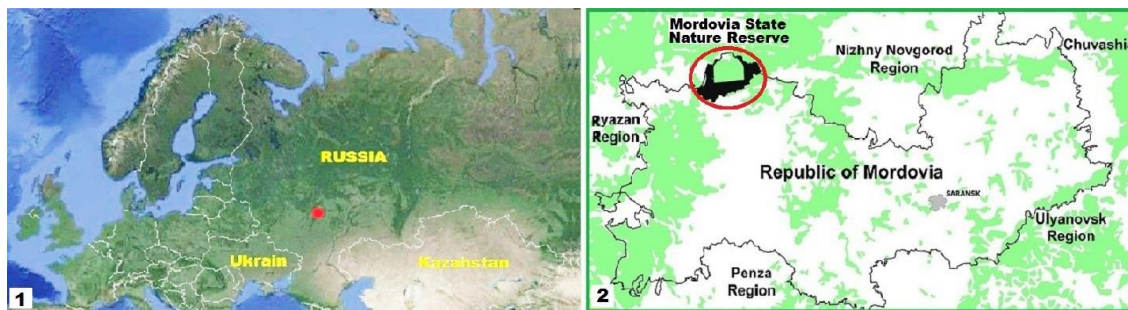 RUSSIA
Ukrain
Kazahstan
1
Mordovia State
Nature Reserve
Nizhny Novgorod
Region
Chuvashi
Ryazan
Region
Republic of Mordovia
SARANSK
Ulyanovsk
Region
Penza
Region
2